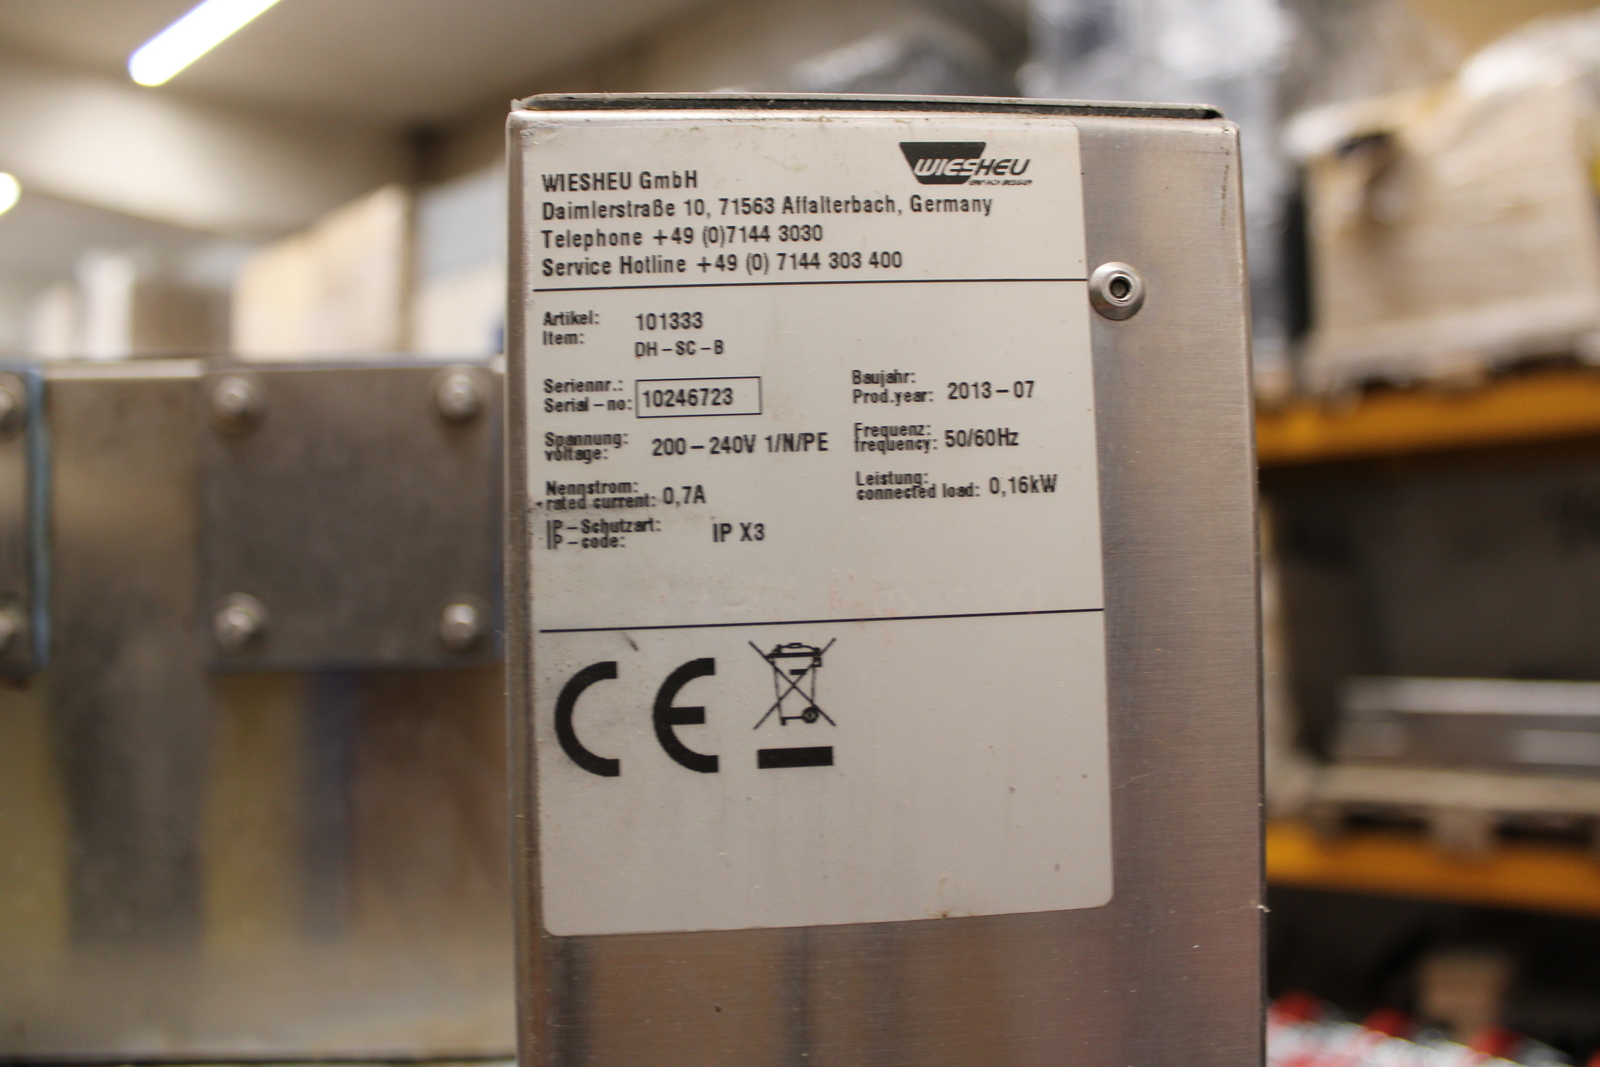 WIESHEU
WIESHEU GmbH
Daimlerstraße 10, 71563 Affalterbach, Germany
Telephone +49 (0)7144 3030
Service Hotline +49 (0) 7144 303 400
Artikel:
Item: 101333
DH-SC-B
Seriennr.:
Serial-no: 10246723
Baujahr:
Prod.year: 2013-07
Spannung:
voltage: 200-240V 1/N/PE
Frequenz:
frequency: 50/60Hz
Nennstrom:
rated current: 0,7A
Leistung:
connected load: 0,16kW
IP-Schutzart:
IP-code: IP X3
CE